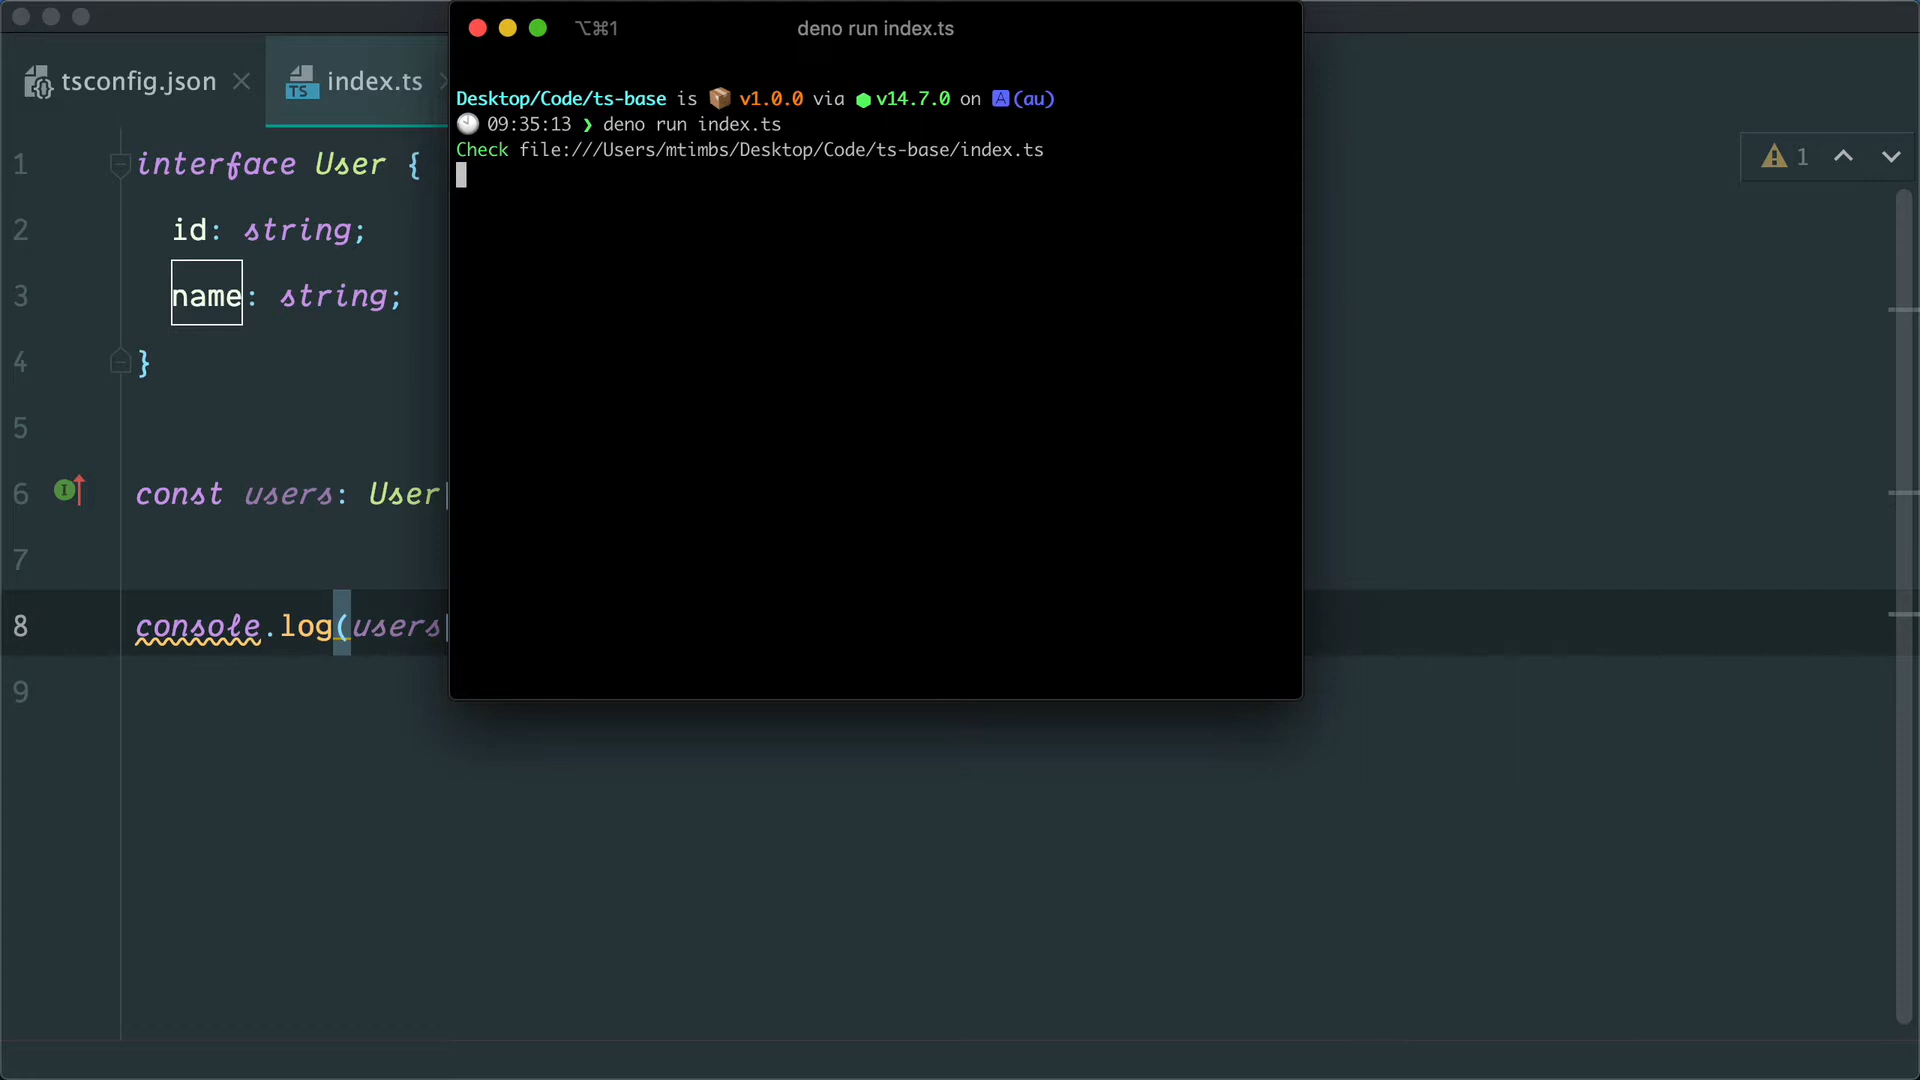 ⌥⌘1
deno run index.ts
tsconfig.json
index.ts
TS
Desktop/Code/ts-base is 📦 v1.0.0 via ⬢ v14.7.0 on 🅰 (au)
09:35:13 ❯ deno run index.ts
Check file:///Users/mtimbs/Desktop/Code/ts-base/index.ts
1
1 interface User {
2 id: string;
3 name: string;
4 }
5
6 const users: User
7
8 console.log(users
9